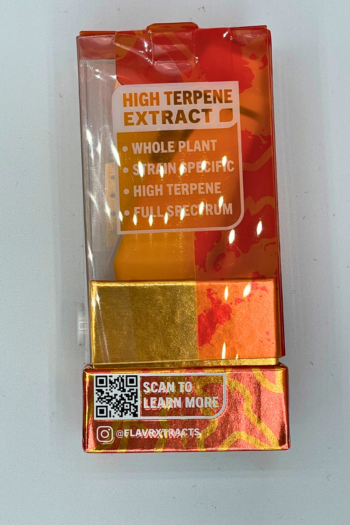 HIGH TERPENE
EXTRACT
• WHOLE PLANT
• STRAIN SPECIFIC
• HIGH TERPENE
• FULL SPECTRUM
SCAN TO
LEARN MORE
@FLAVRXTRACTS